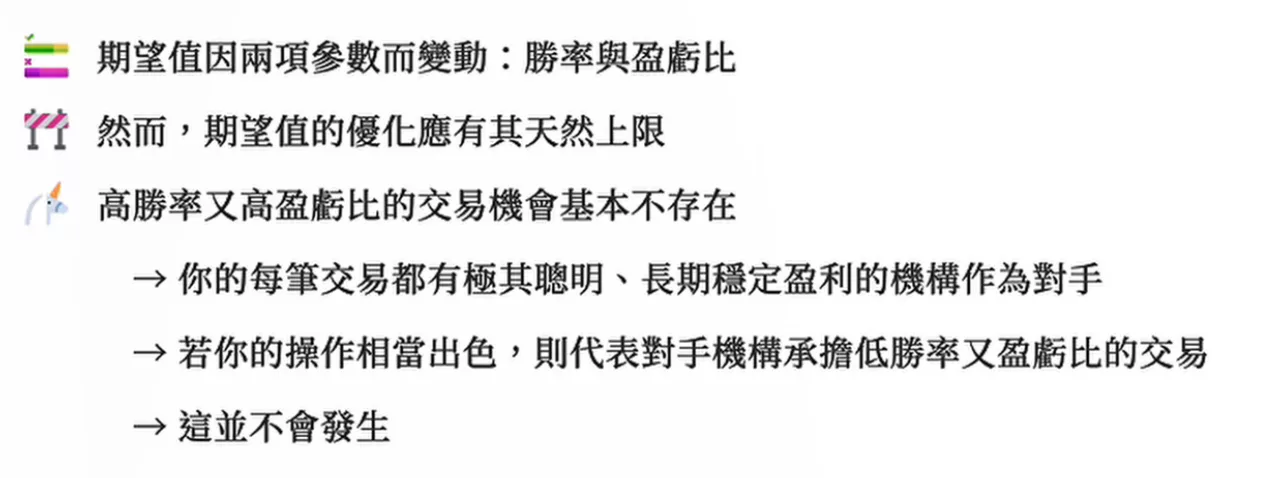 期望值因兩項參數而變動：勝率與盈虧比
然而，期望值的優化應有其天然上限
高勝率又高盈虧比的交易機會基本不存在
→ 你的每筆交易都有極其聰明、長期穩定盈利的機構作為對手
→ 若你的操作相當出色，則代表對手機構承擔低勝率又盈虧比的交易
→ 這並不會發生